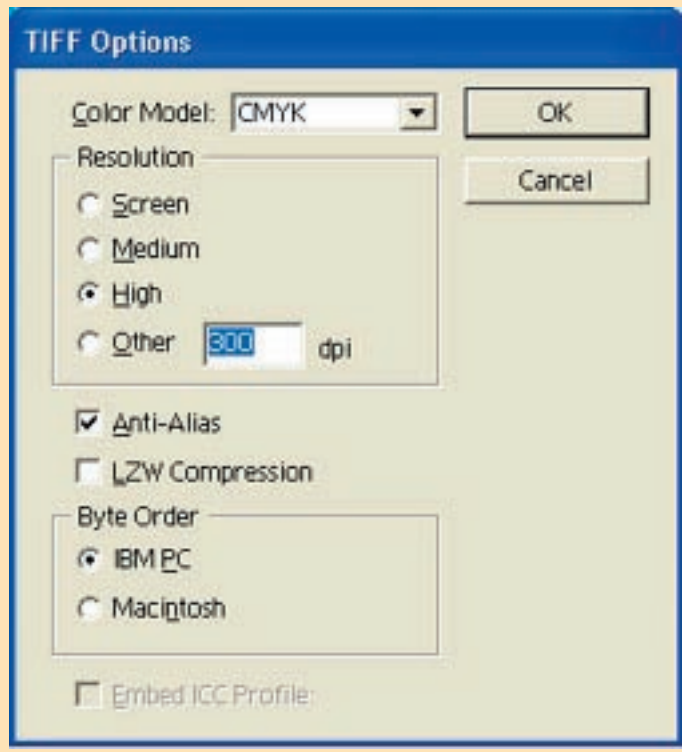 TIFF Options
Color Model: CMYK
OK
Cancel
Resolution
Screen
Medium
High
Other 300 dpi
Anti-Alias
LZW Compression
Byte Order
IBM PC
Macintosh
Embed ICC Profile: